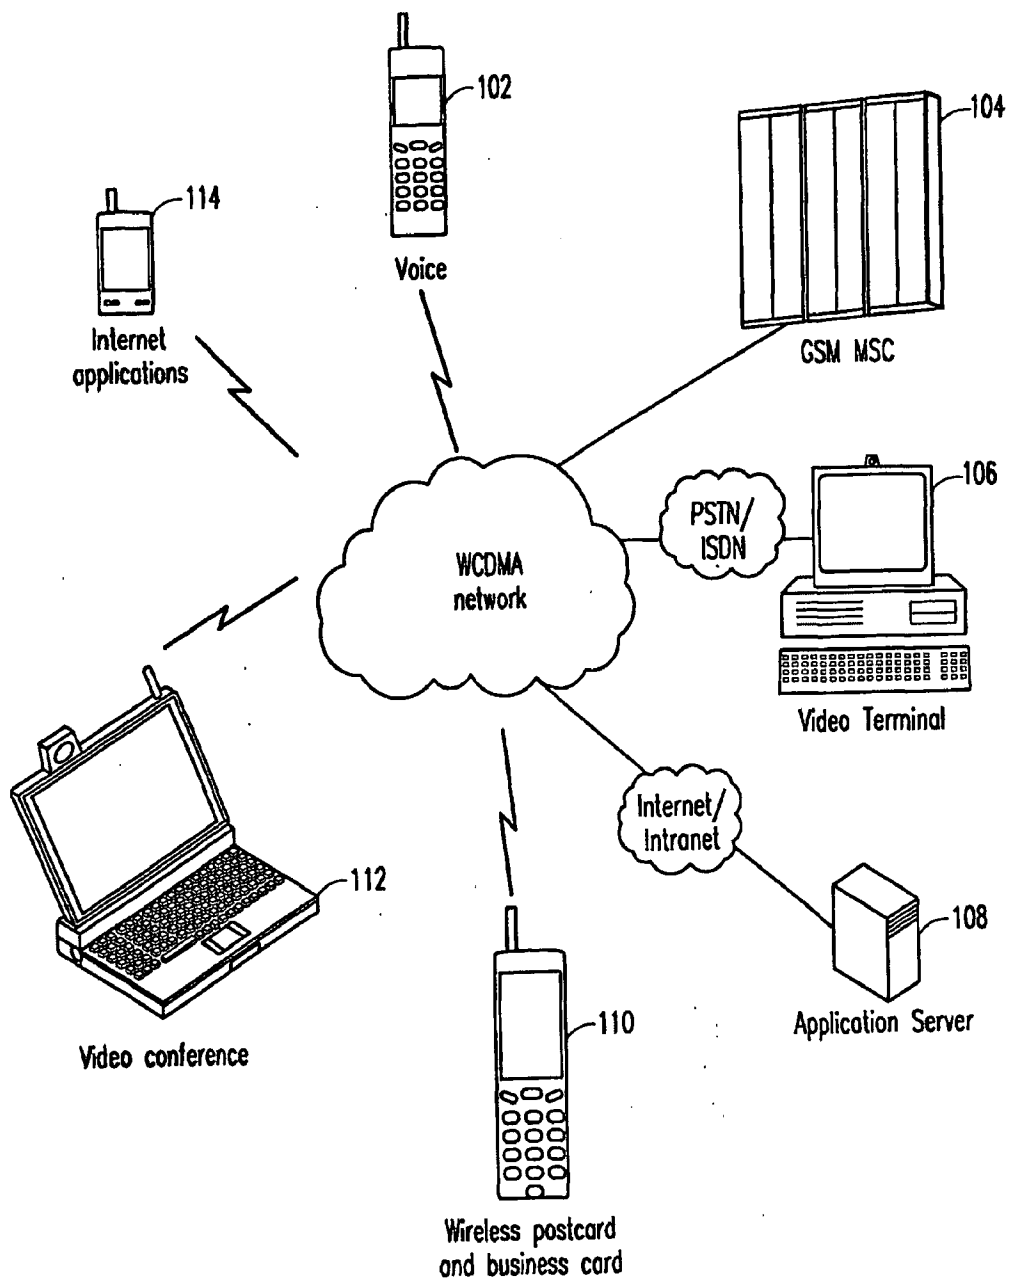 102
104
114
Voice
Internet
applications
GSM MSC
106
PSTN/
ISDN
WCDMA
network
Video Terminal
Internet/
Intranet
112
108
110
Application Server
Video conference
Wireless postcard
and business card